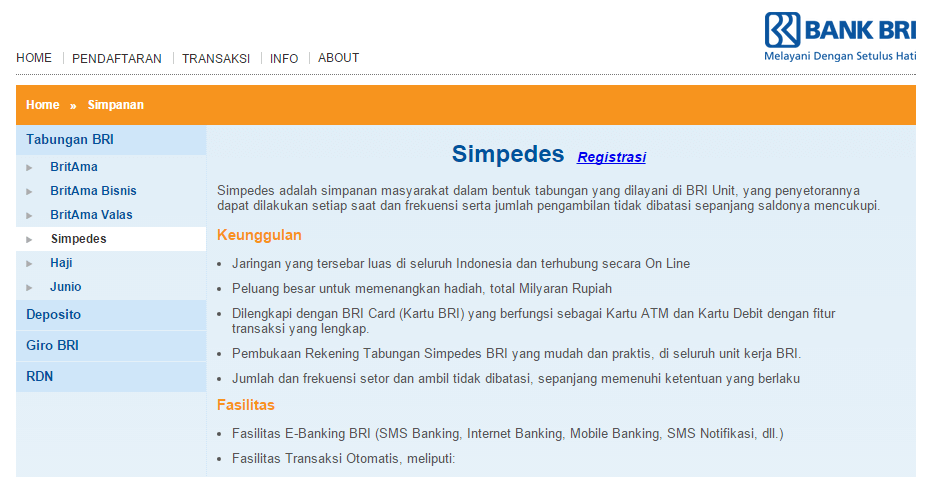 BANK BRI
Melayani Dengan Setulus Hati
HOME PENDAFTARAN TRANSAKSI INFO ABOUT
Home » Simpanan
Tabungan BRI
BritAma
BritAma Bisnis
BritAma Valas
Simpedes
Haji
Junio
Deposito
Giro BRI
RDN
Simpedes Registrasi
Simpedes adalah simpanan masyarakat dalam bentuk tabungan yang dilayani di BRI Unit, yang penyetorannya
dapat dilakukan setiap saat dan frekuensi serta jumlah pengambilan tidak dibatasi sepanjang saldonya mencukupi.
Keunggulan
• Jaringan yang tersebar luas di seluruh Indonesia dan terhubung secara On Line
• Peluang besar untuk memenangkan hadiah, total Milyaran Rupiah
• Dilengkapi dengan BRI Card (Kartu BRI) yang berfungsi sebagai Kartu ATM dan Kartu Debit dengan fitur
transaksi yang lengkap.
• Pembukaan Rekening Tabungan Simpedes BRI yang mudah dan praktis, di seluruh unit kerja BRI.
• Jumlah dan frekuensi setor dan ambil tidak dibatasi, sepanjang memenuhi ketentuan yang berlaku
Fasilitas
• Fasilitas E-Banking BRI (SMS Banking, Internet Banking, Mobile Banking, SMS Notifikasi, dll.)
• Fasilitas Transaksi Otomatis, meliputi: